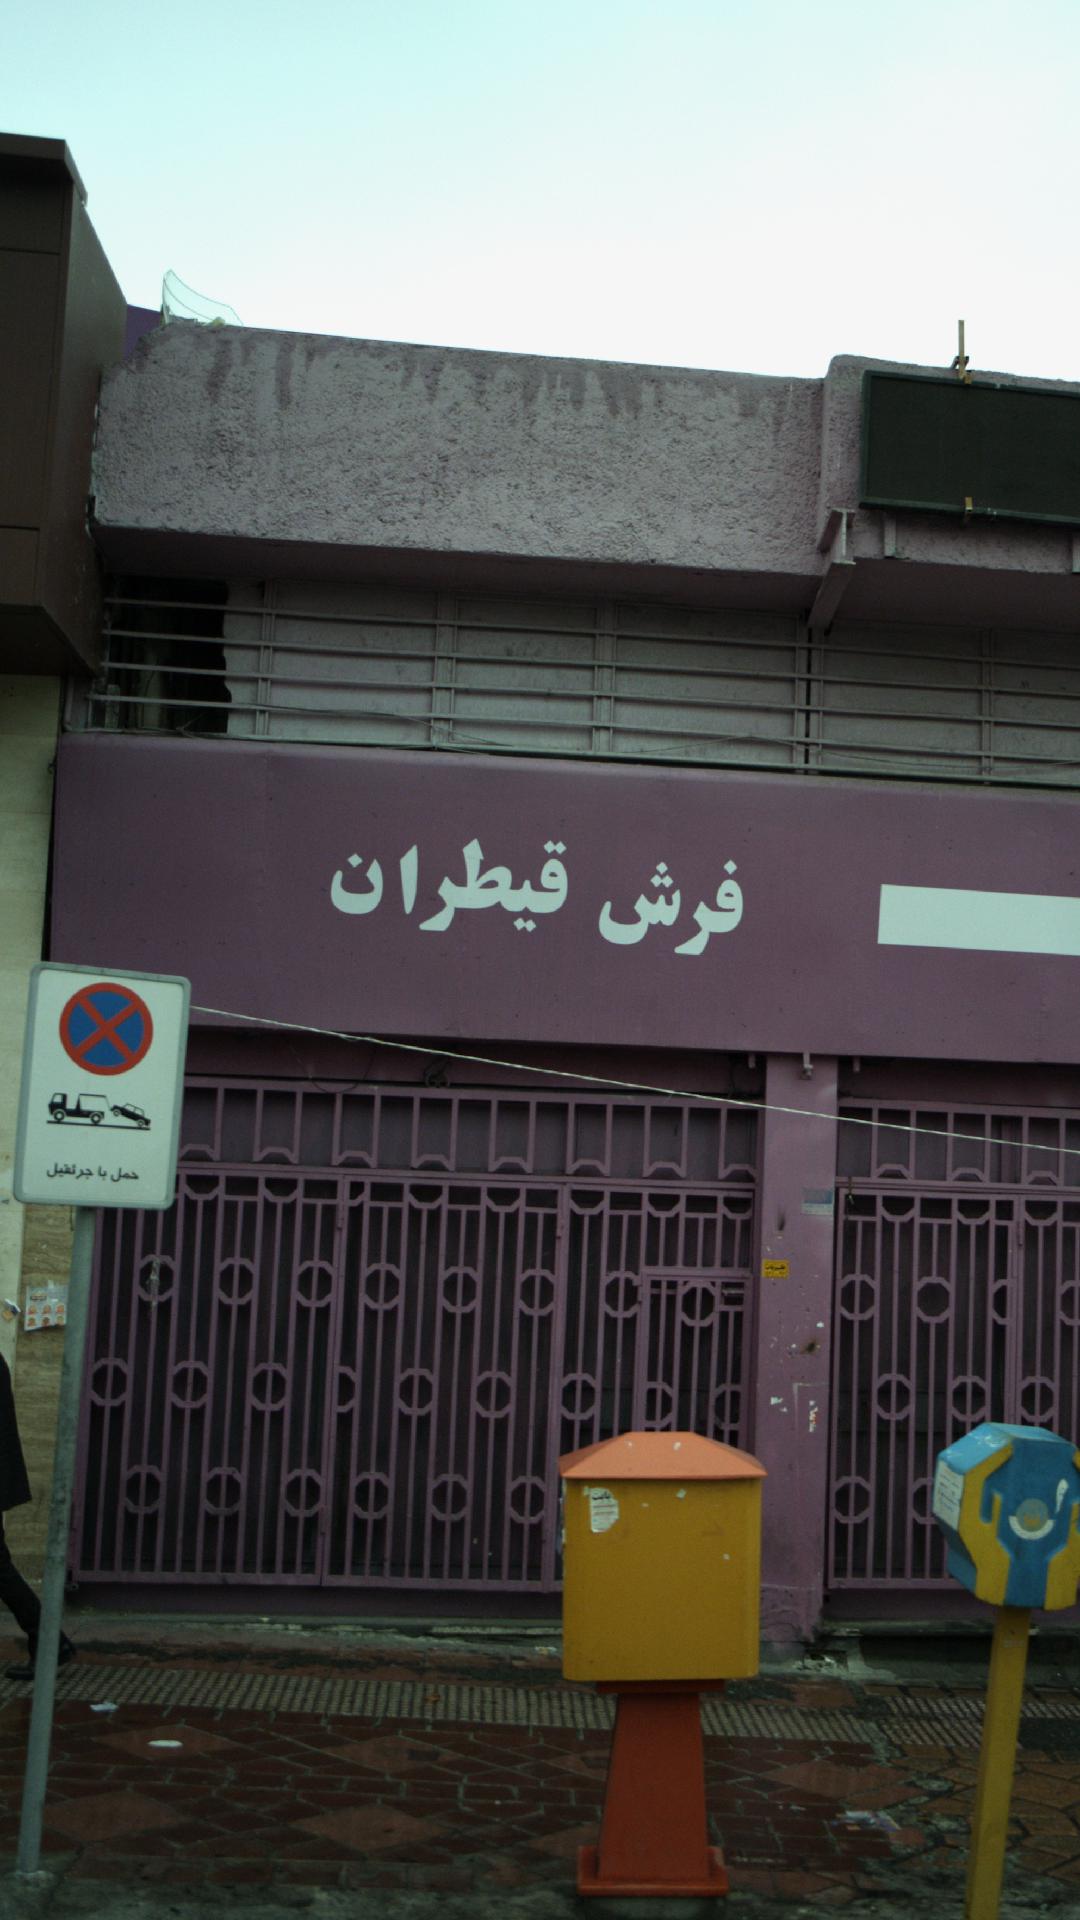 فرش قیطران
حمل با جرثقیل